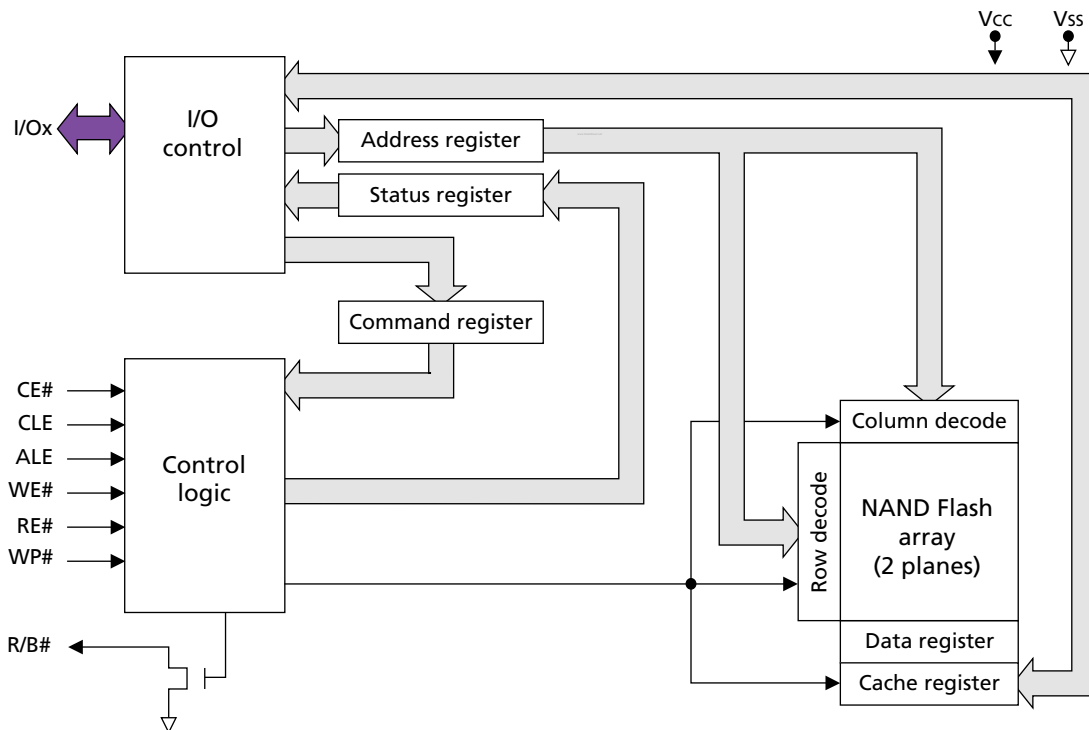 Vcc
Vss
I/Ox
I/O
control
Address register
Status register
Command register
CE#
CLE
ALE
WE#
RE#
WP#
Control
logic
Column decode
Row decode
NAND Flash
array
(2 planes)
Data register
Cache register
R/B#